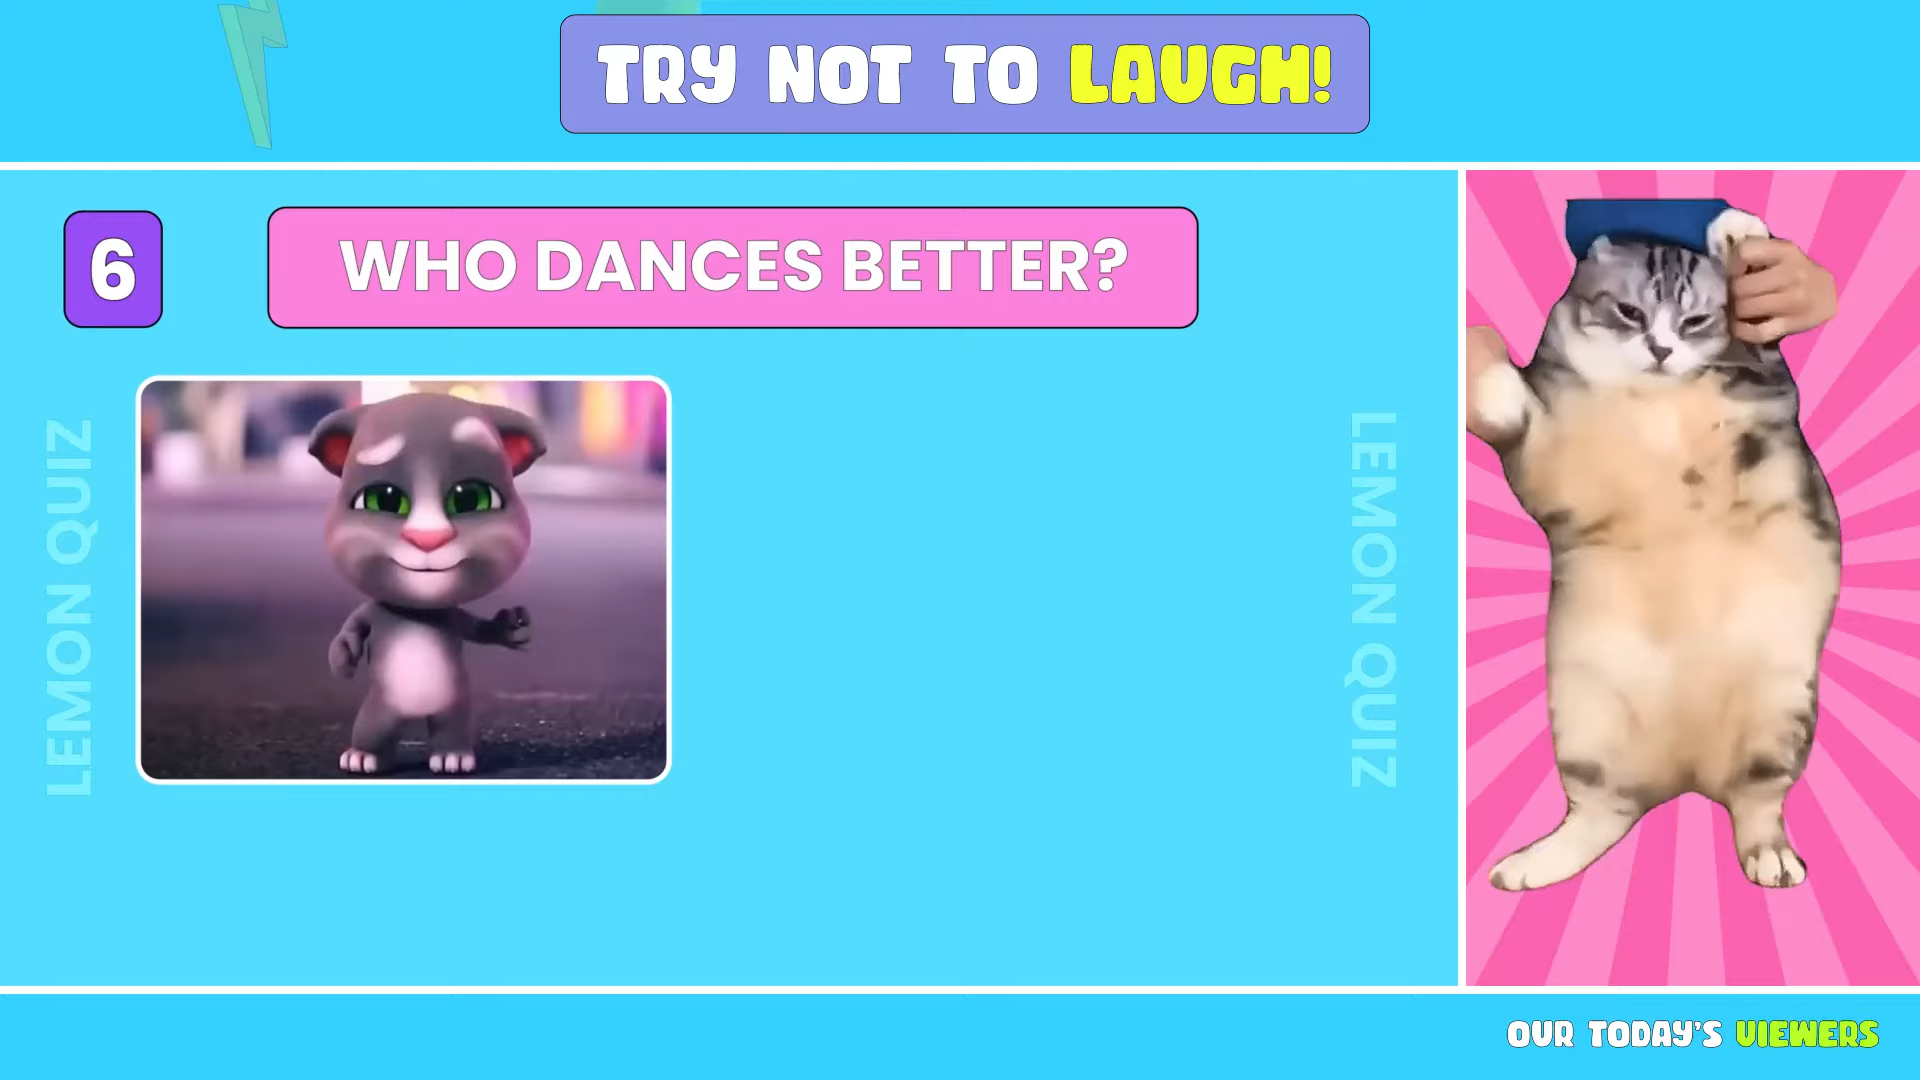 TRY NOT TO LAUGH!
6
WHO DANCES BETTER?
LEMON QUIZ
LEMON QUIZ
OUR TODAY'S VIEWERS